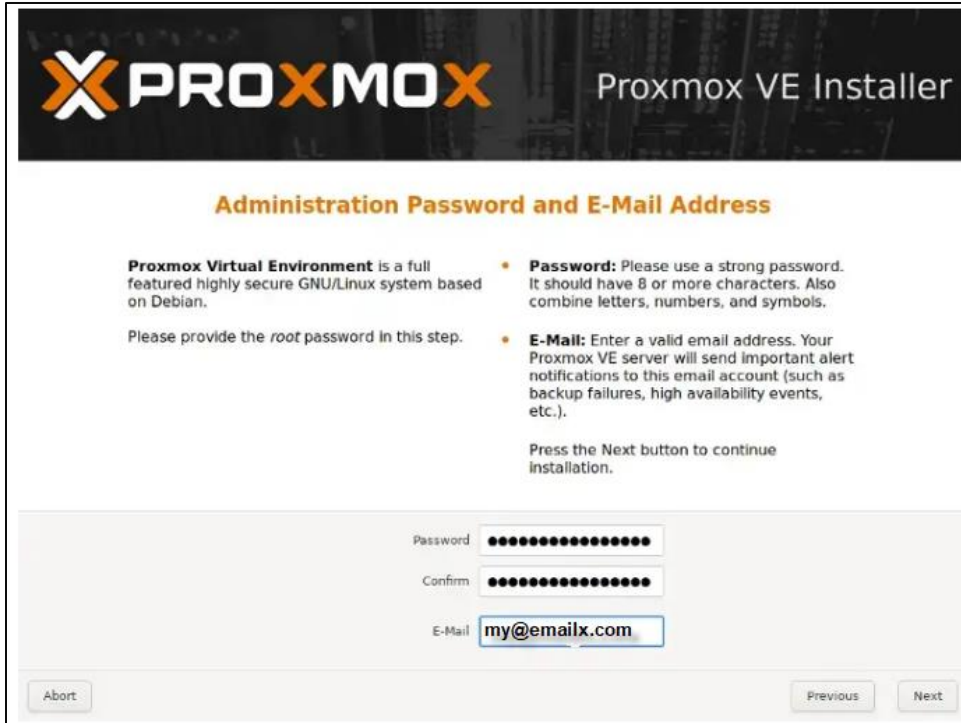 PROXMOX
Proxmox VE Installer
Administration Password and E-Mail Address
Proxmox Virtual Environment is a full
featured highly secure GNU/Linux system based
on Debian.
Please provide the root password in this step.
• Password: Please use a strong password.
It should have 8 or more characters. Also
combine letters, numbers, and symbols.
• E-Mail: Enter a valid email address. Your
Proxmox VE server will send important alert
notifications to this email account (such as
backup failures, high availability events,
etc.).
Press the Next button to continue
installation.
Password ●●●●●●●●●●●●●●●●
Confirm ●●●●●●●●●●●●●●●●
E-Mail my@emailx.com
Abort Previous Next